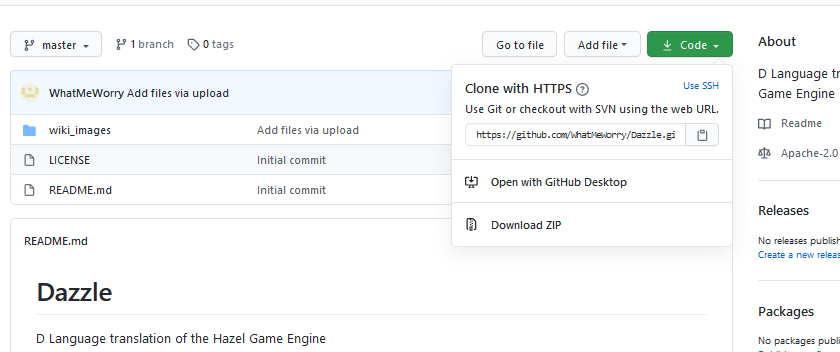 master
1 branch
0 tags
Go to file
Add file
Code
About
WhatMeWorry Add files via upload
Clone with HTTPS
Use SSH
Use Git or checkout with SVN using the web URL.
https://github.com/WhatMeWorry/Dazzle.gi
D Language
Game Engine
wiki_images
Add files via upload
Readme
LICENSE
Initial commit
Apache-2.0
README.md
Initial commit
Open with GitHub Desktop
Download ZIP
Releases
No releases
Create a new
README.md
Dazzle
D Language translation of the Hazel Game Engine
Packages
No packages